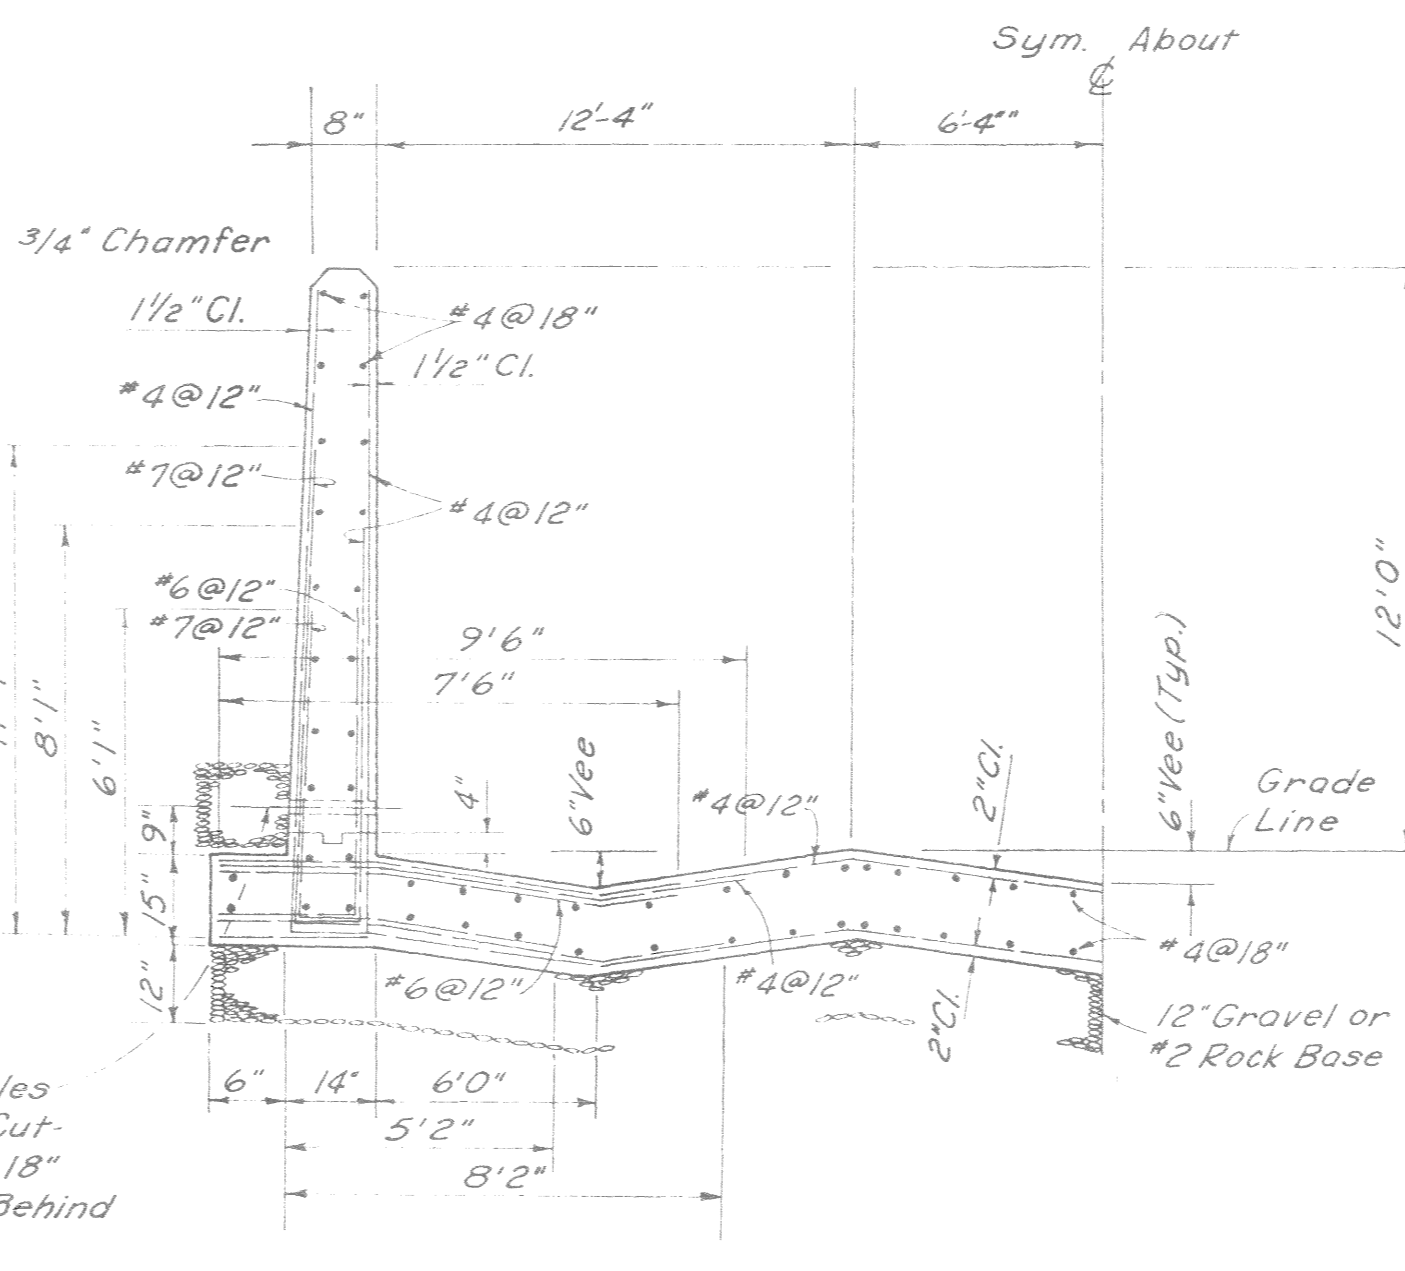 Sym. ℄ About
8"
12'-4"
6'-4""
3/4" Chamfer
1 1/2" Cl.
#4@18"
1 1/2" Cl.
#4@12"
#7@12"
#4@12"
#6@12"
#7@12"
9'6"
7'6"
12'0"
8'1"
6'1"
4"
6"Vee
#4@12"
2"Cl.
6"Vee (Typ.)
Grade
Line
9"
15"
12"
#6@12"
#4@12"
2"Cl.
#4@18"
12" Gravel or
#2 Rock Base
6"
14"
6'0"
5'2"
8'2"
les
Cut-
18"
Behind